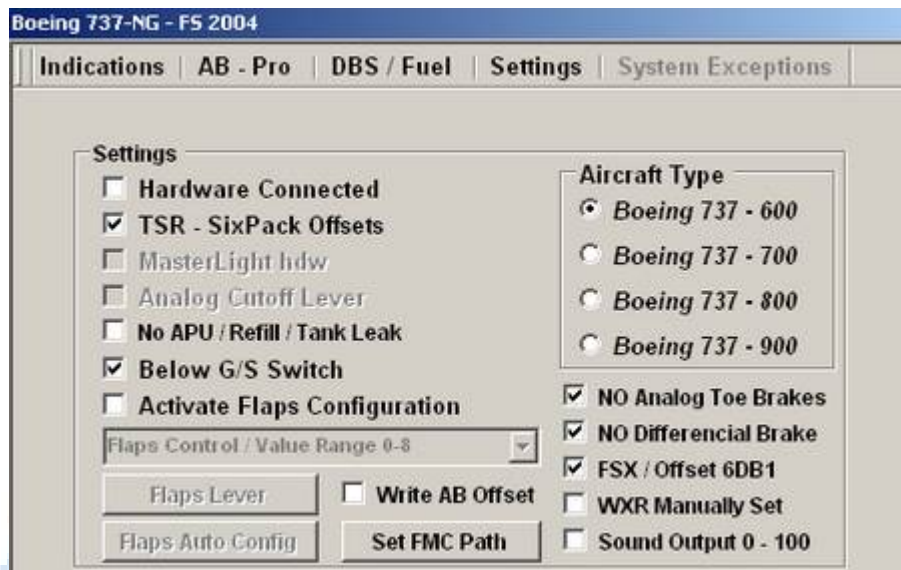 Boeing 737-NG - FS 2004
Indications | AB - Pro | DBS / Fuel | Settings | System Exceptions
Settings
Hardware Connected
TSR - SixPack Offsets
MasterLight hdw
Analog Cutoff Lever
No APU / Refill / Tank Leak
Below G/S Switch
Activate Flaps Configuration
Flaps Control / Value Range 0-8
Flaps Lever
Write AB Offset
Flaps Auto Config
Set FMC Path
Aircraft Type
Boeing 737 - 600
Boeing 737 - 700
Boeing 737 - 800
Boeing 737 - 900
NO Analog Toe Brakes
NO Differencial Brake
FSX / Offset 6DB1
WXR Manually Set
Sound Output 0 - 100